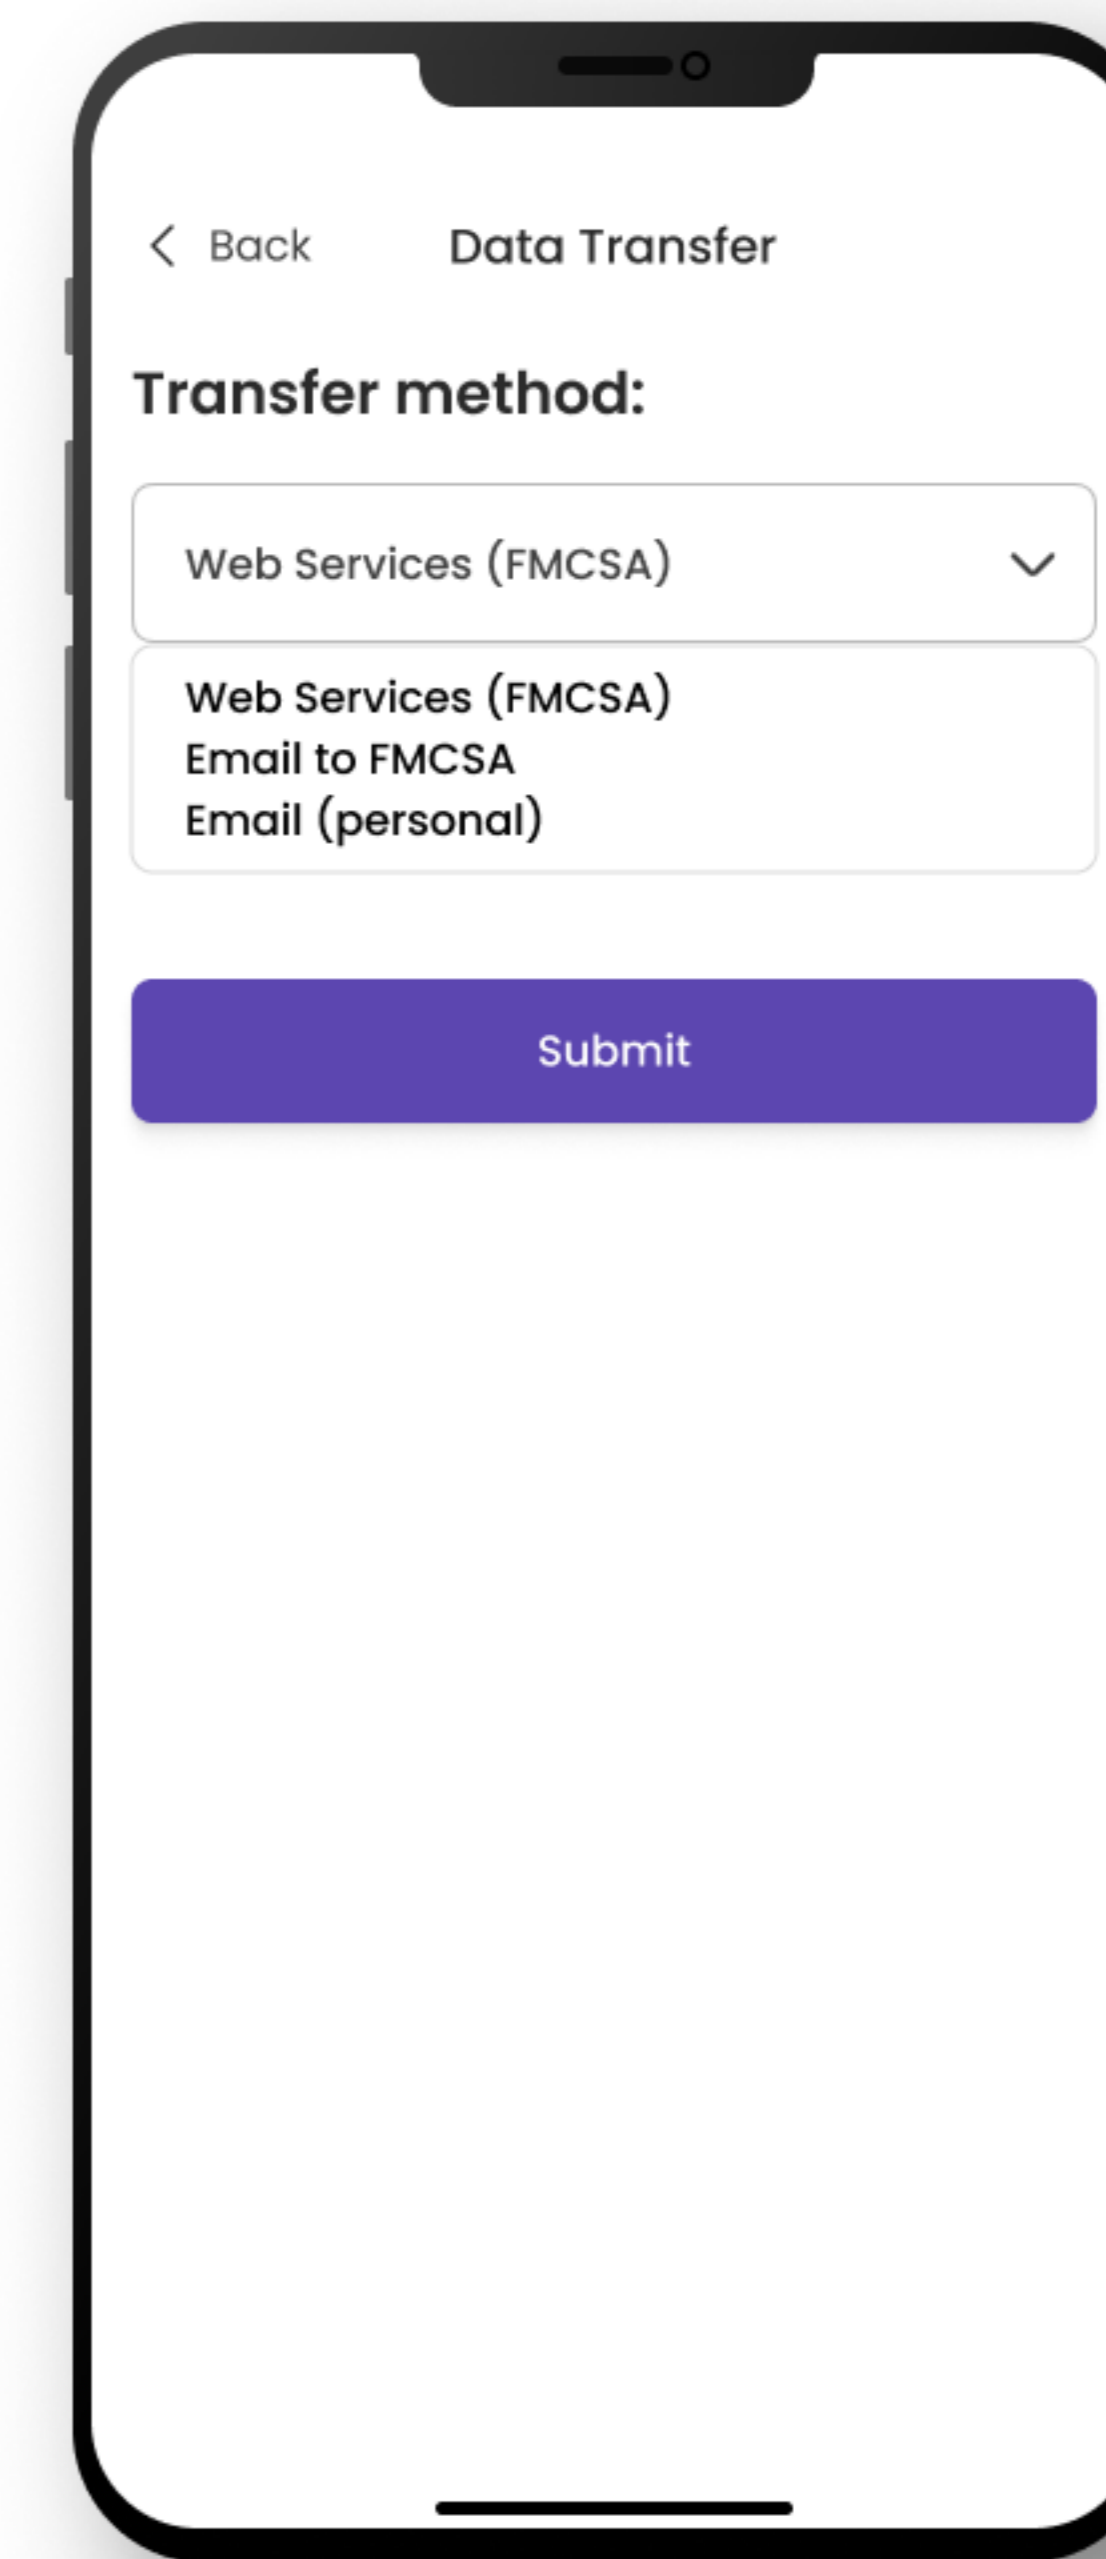 Back
Data Transfer
Transfer method:
Web Services (FMCSA)
Web Services (FMCSA)
Email to FMCSA
Email (personal)
Submit